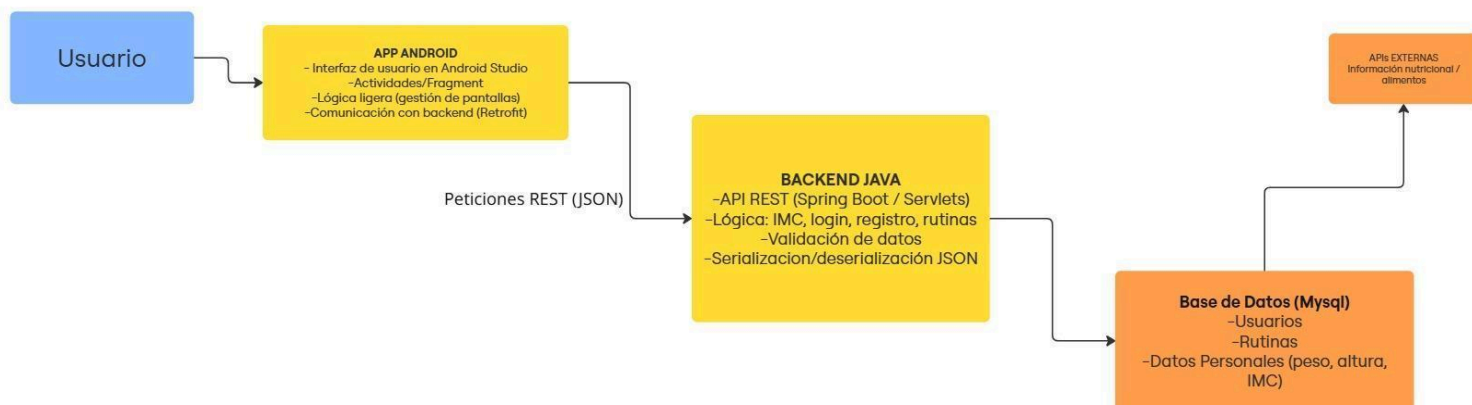 Usuario
APP ANDROID
- Interfaz de usuario en Android Studio
-Actividades/Fragment
-Lógica ligera (gestión de pantallas)
-Comunicación con backend (Retrofit)
Peticiones REST (JSON)
BACKEND JAVA
-API REST (Spring Boot / Servlets)
-Lógica: IMC, login, registro, rutinas
-Validación de datos
-Serializacion/deserialización JSON
APIs EXTERNAS
Información nutricional /
alimentos
Base de Datos (Mysql)
-Usuarios
-Rutinas
-Datos Personales (peso, altura,
IMC)